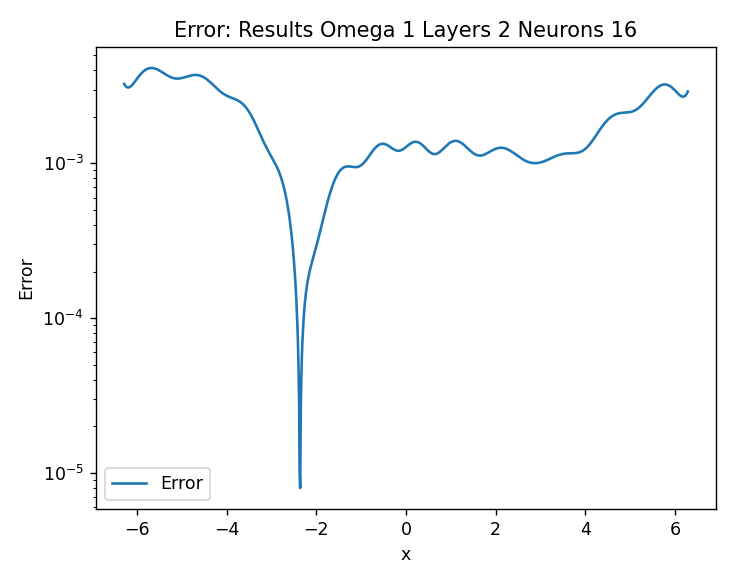 Error: Results Omega 1 Layers 2 Neurons 16
Error
10⁻³
10⁻⁴
10⁻⁵
Error
−6 −4 −2 0 2 4 6
x